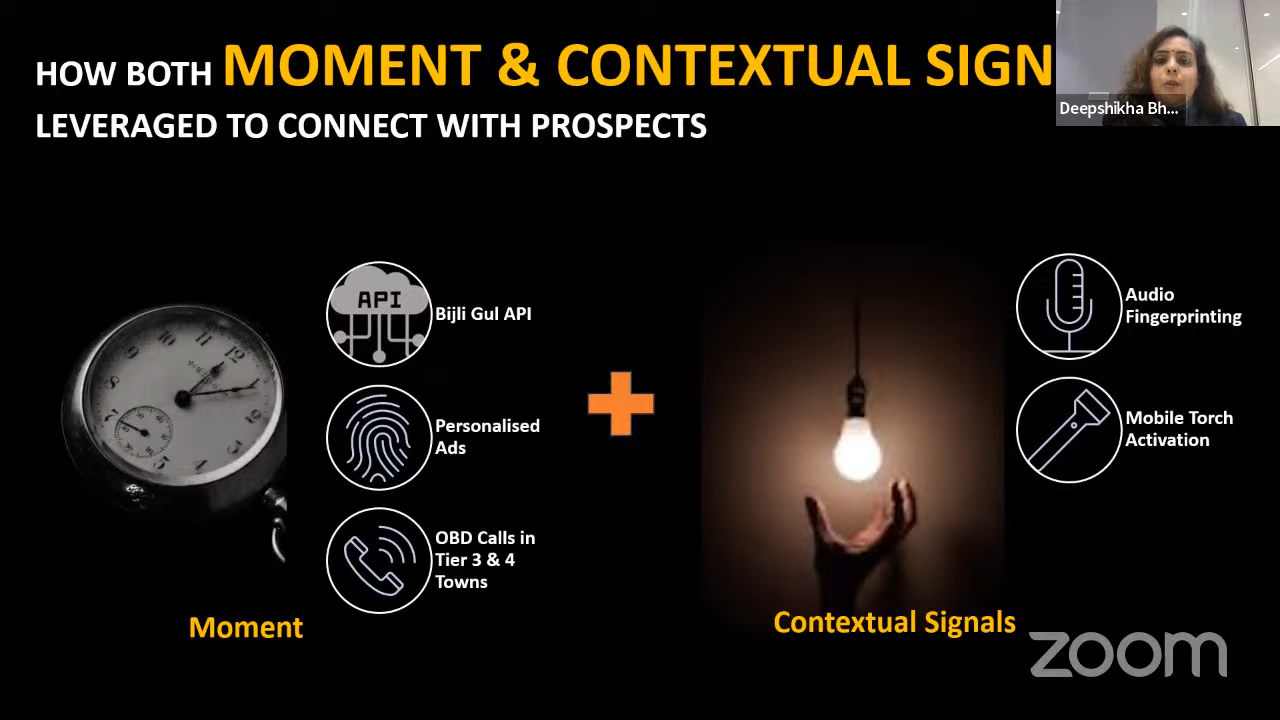 HOW BOTH MOMENT & CONTEXTUAL SIGN
LEVERAGED TO CONNECT WITH PROSPECTS
Deepshikha Bh...
API
Bijli Gul API
Personalised
Ads
OBD Calls in
Tier 3 & 4
Towns
Moment
Audio
Fingerprinting
Mobile Torch
Activation
Contextual Signals
zoom